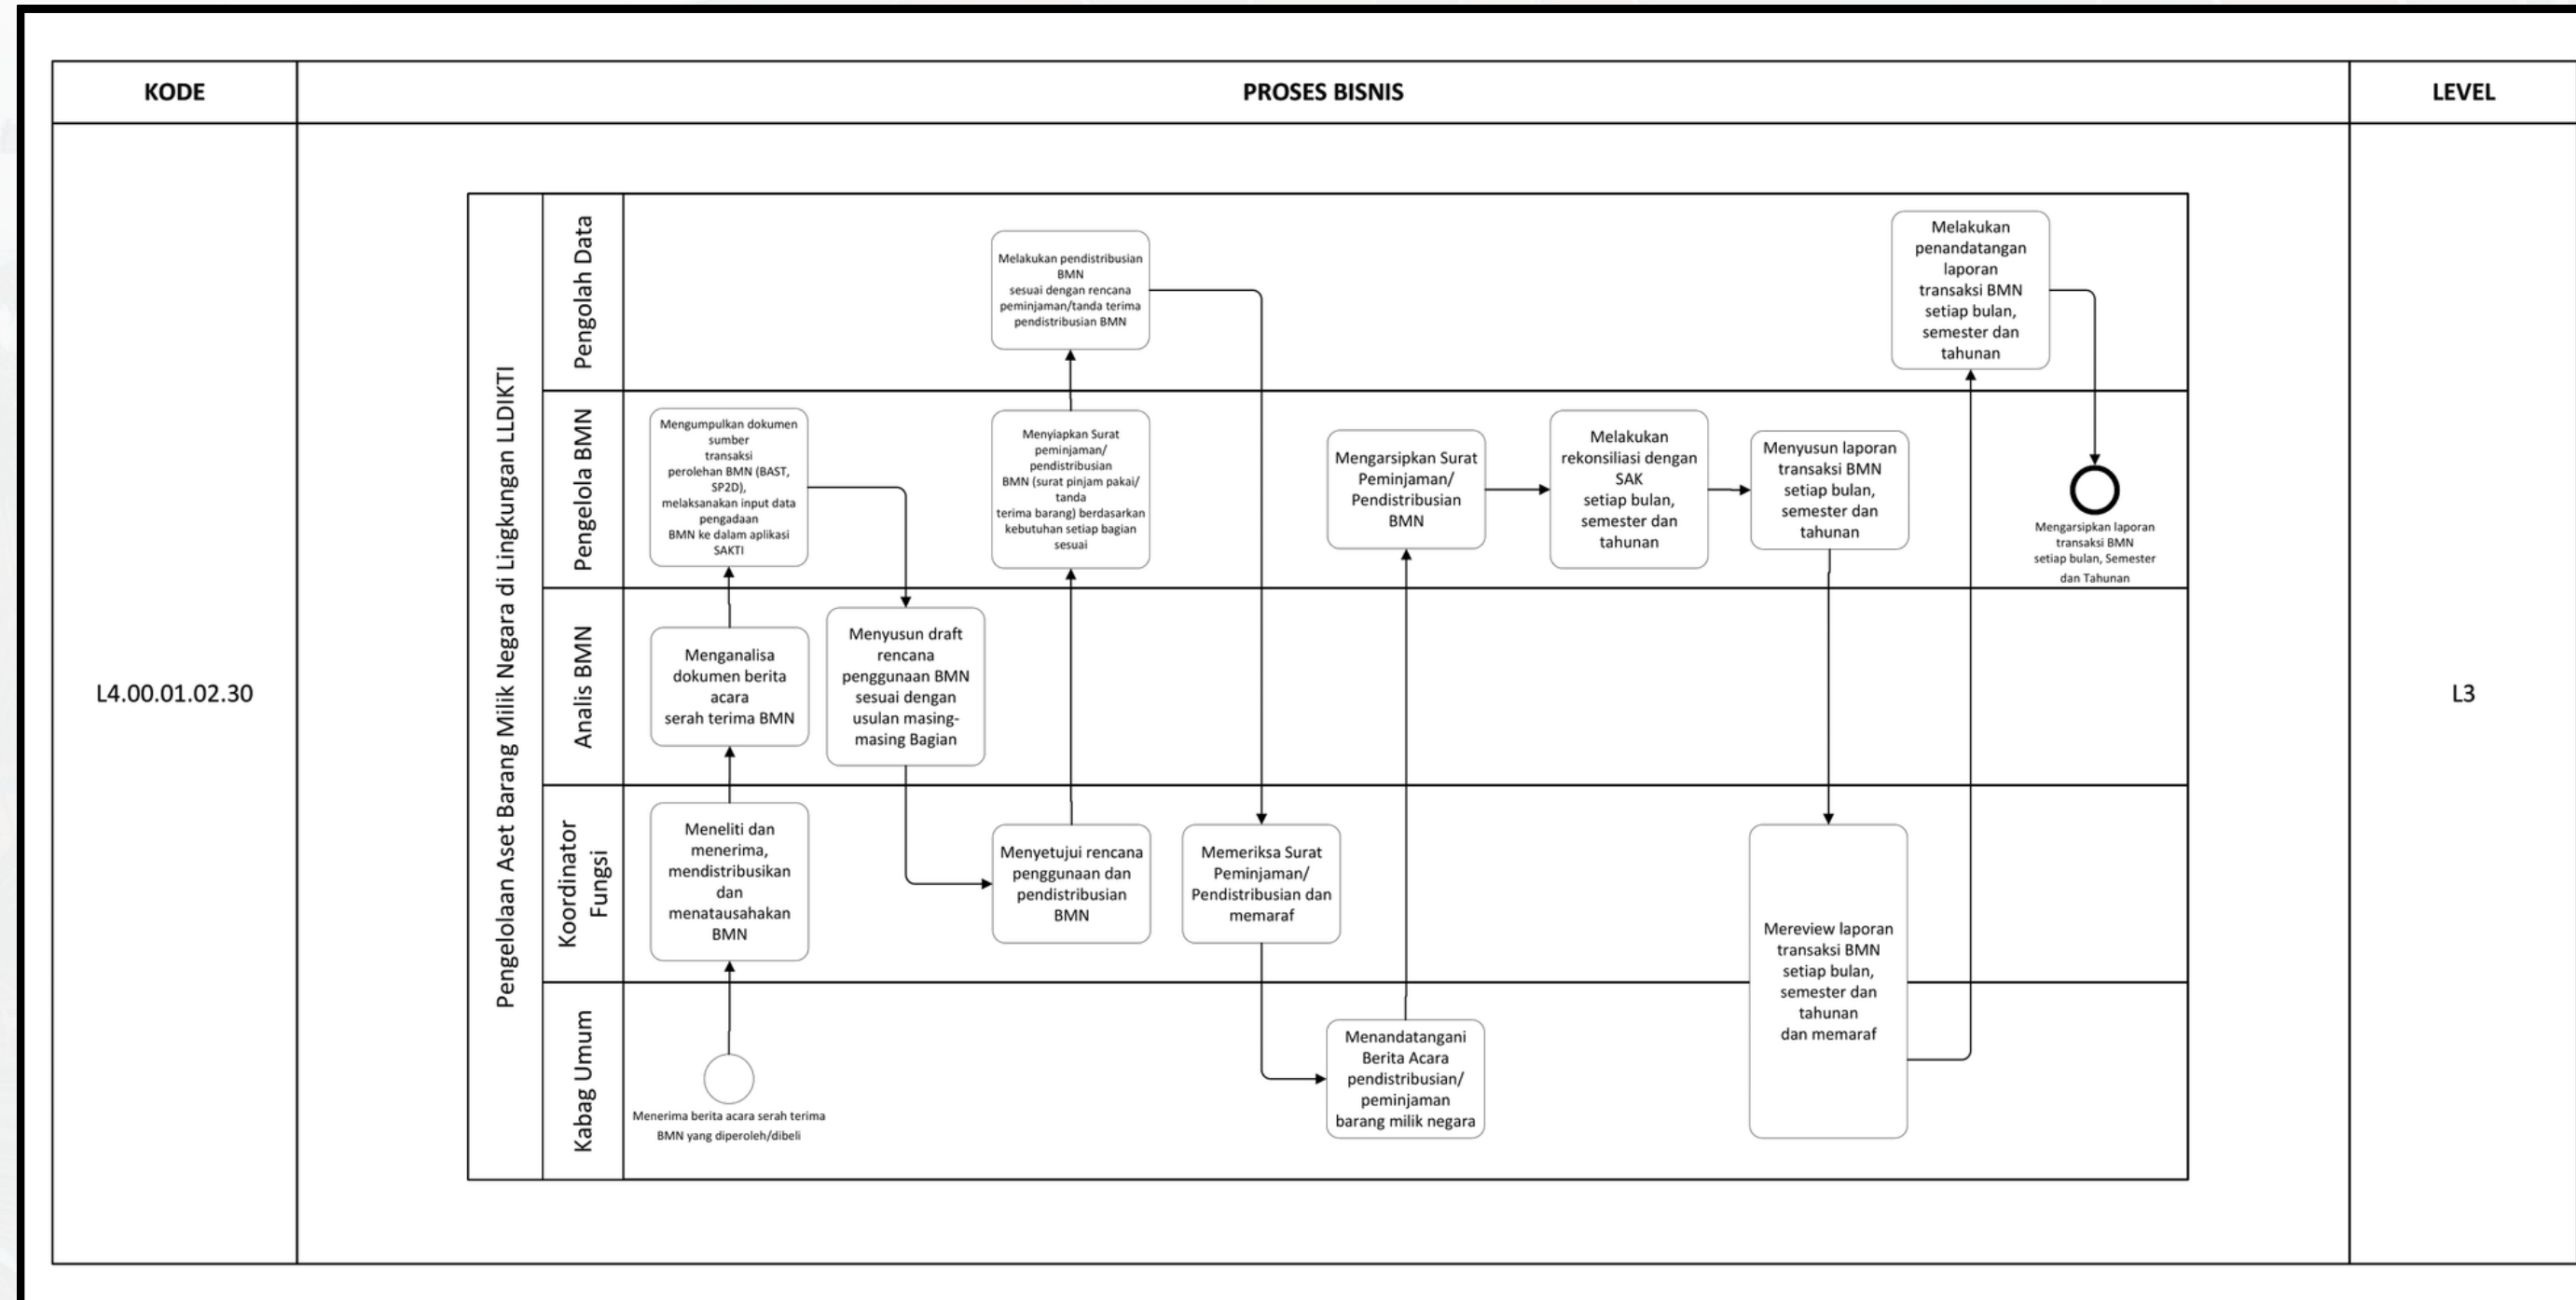 KODE
PROSES BISNIS
LEVEL
L4.00.01.02.30
Pengelolaan Aset Barang Milik Negara di Lingkungan LLDIKTI
Pengolah Data
Melakukan pendistribusian
BMN
sesuai dengan rencana
peminjaman/tanda terima
pendistribusian BMN
Melakukan
penandatangan
laporan
transaksi BMN
setiap bulan,
semester dan
tahunan
Pengelola BMN
Mengumpulkan dokumen
sumber
transaksi
perolehan BMN (BAST,
SP2D),
melaksanakan input data
pengadaan
BMN ke dalam aplikasi
SAKTI
Menyiapkan Surat
peminjaman/
pendistribusian
BMN (surat pinjam pakai/
tanda
terima barang) berdasarkan
kebutuhan setiap bagian
sesuai
Mengarsipkan Surat
Peminjaman/
Pendistribusian
BMN
Melakukan
rekonsiliasi dengan
SAK
setiap bulan,
semester dan
tahunan
Menyusun laporan
transaksi BMN
setiap bulan,
semester dan
tahunan
Mengarsipkan laporan
transaksi BMN
setiap bulan, Semester
dan Tahunan
Analis BMN
Menganalisa
dokumen berita
acara
serah terima BMN
Menyusun draft
rencana
penggunaan BMN
sesuai dengan
usulan masing-
masing Bagian
Koordinator
Fungsi
Meneliti dan
menerima,
mendistribusikan
dan
menatausahakan
BMN
Menyetujui rencana
penggunaan dan
pendistribusian
BMN
Memeriksa Surat
Peminjaman/
Pendistribusian dan
memaraf
Mereview laporan
transaksi BMN
setiap bulan,
semester dan
tahunan
dan memaraf
Kabag Umum
Menerima berita acara serah terima
BMN yang diperoleh/dibeli
Menandatangani
Berita Acara
pendistribusian/
peminjaman
barang milik negara
L3